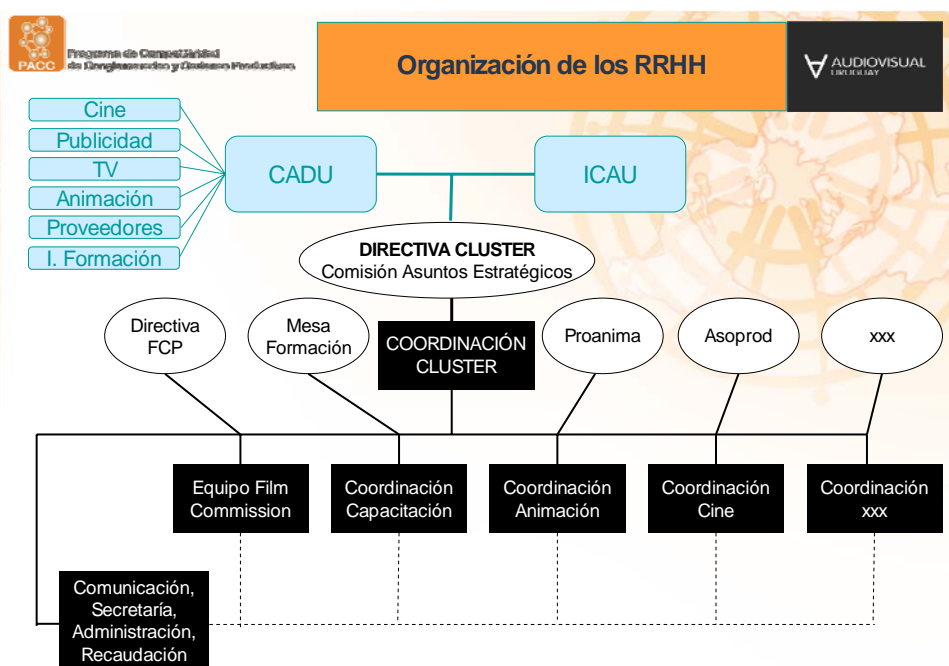 PACC
Programa de Competitividad
de Conglomerados y Cadenas Productivas
Organización de los RRHH
AUDIOVISUAL
URUGUAY
Cine
Publicidad
TV
Animación
Proveedores
I. Formación
CADU
ICAU
DIRECTIVA CLUSTER
Comisión Asuntos Estratégicos
Directiva
FCP
Mesa
Formación
COORDINACIÓN
CLUSTER
Proanima
Asoprod
xxx
Equipo Film
Commission
Coordinación
Capacitación
Coordinación
Animación
Coordinación
Cine
Coordinación
xxx
Comunicación,
Secretaría,
Administración,
Recaudación